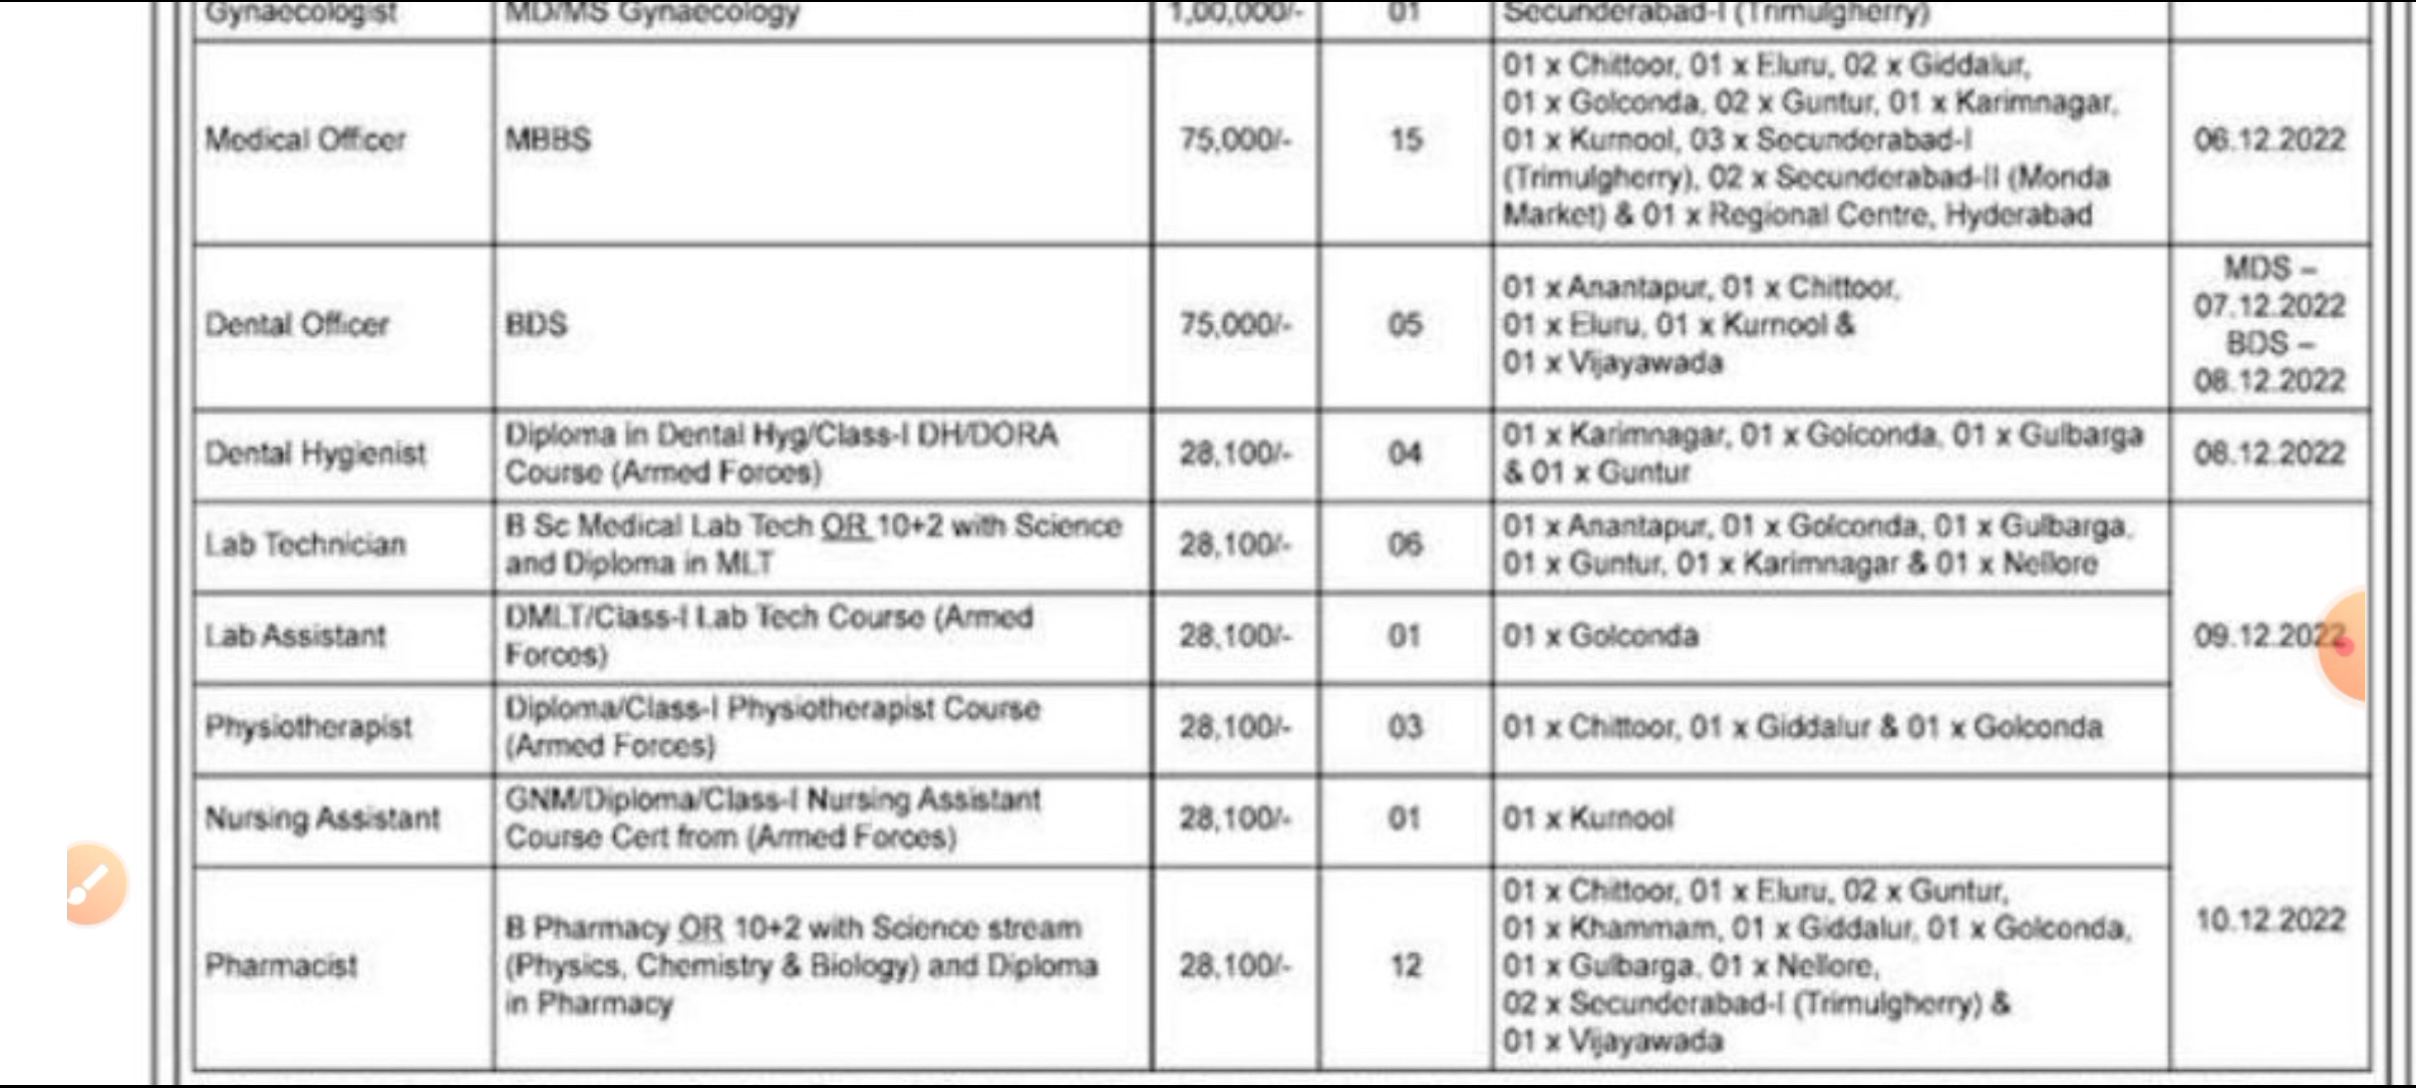 Gynaecologist
MD/MS Gynaecology
1,00,000/-
01
Secunderabad-I (Trimulgherry)
Medical Officer
MBBS
75,000/-
15
01 x Chittoor, 01 x Eluru, 02 x Giddalur,
01 x Golconda, 02 x Guntur, 01 x Karimnagar,
01 x Kurnool, 03 x Secunderabad-I
(Trimulgherry), 02 x Secunderabad-II (Monda
Market) & 01 x Regional Centre, Hyderabad
06.12.2022
Dental Officer
BDS
75,000/-
05
01 x Anantapur, 01 x Chittoor,
01 x Eluru, 01 x Kurnool &
01 x Vijayawada
MDS –
07.12.2022
BDS –
08.12.2022
Dental Hygienist
Diploma in Dental Hyg/Class-I DH/DORA
Course (Armed Forces)
28,100/-
04
01 x Karimnagar, 01 x Golconda, 01 x Gulbarga
& 01 x Guntur
08.12.2022
Lab Technician
B Sc Medical Lab Tech OR 10+2 with Science
and Diploma in MLT
28,100/-
06
01 x Anantapur, 01 x Golconda, 01 x Gulbarga,
01 x Guntur, 01 x Karimnagar & 01 x Nellore
Lab Assistant
DMLT/Class-I Lab Tech Course (Armed
Forces)
28,100/-
01
01 x Golconda
09.12.2022
Physiotherapist
Diploma/Class-I Physiotherapist Course
(Armed Forces)
28,100/-
03
01 x Chittoor, 01 x Giddalur & 01 x Golconda
Nursing Assistant
GNM/Diploma/Class-I Nursing Assistant
Course Cert from (Armed Forces)
28,100/-
01
01 x Kurnool
Pharmacist
B Pharmacy OR 10+2 with Science stream
(Physics, Chemistry & Biology) and Diploma
in Pharmacy
28,100/-
12
01 x Chittoor, 01 x Eluru, 02 x Guntur,
01 x Khammam, 01 x Giddalur, 01 x Golconda,
01 x Gulbarga, 01 x Nellore,
02 x Secunderabad-I (Trimulgherry) &
01 x Vijayawada
10.12.2022